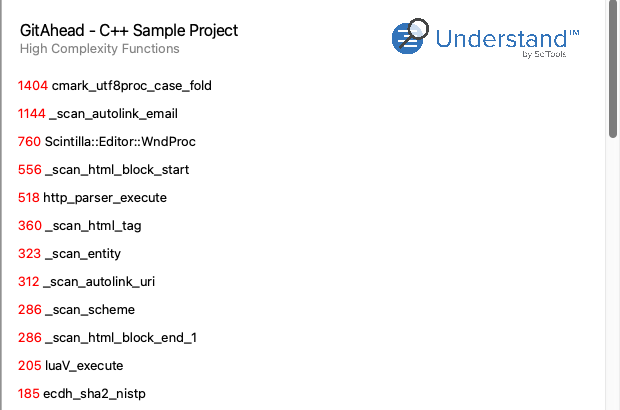 GitAhead - C++ Sample Project
High Complexity Functions
Understand™
by SciTools
1404 cmark_utf8proc_case_fold
1144 _scan_autolink_email
760 Scintilla::Editor::WndProc
556 _scan_html_block_start
518 http_parser_execute
360 _scan_html_tag
323 _scan_entity
312 _scan_autolink_uri
286 _scan_scheme
286 _scan_html_block_end_1
205 luaV_execute
185 ecdh_sha2_nistp